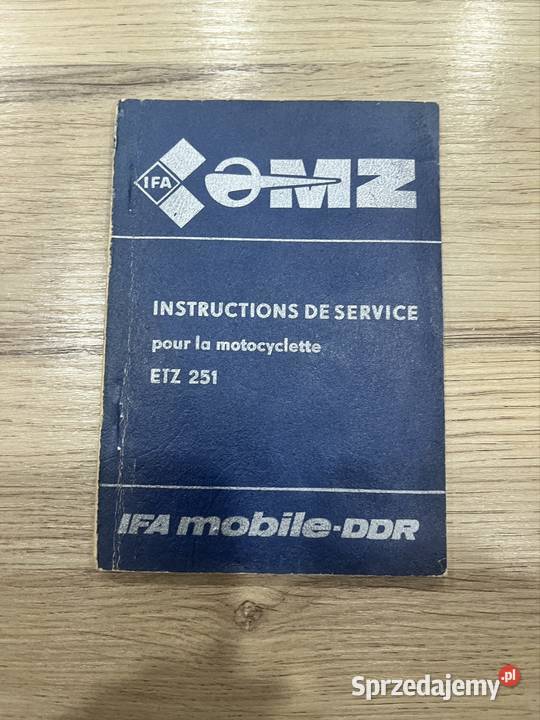 IFA MZ
INSTRUCTIONS DE SERVICE
pour la motocyclette
ETZ 251
IFA mobile-DDR
Sprzedajemy.pl